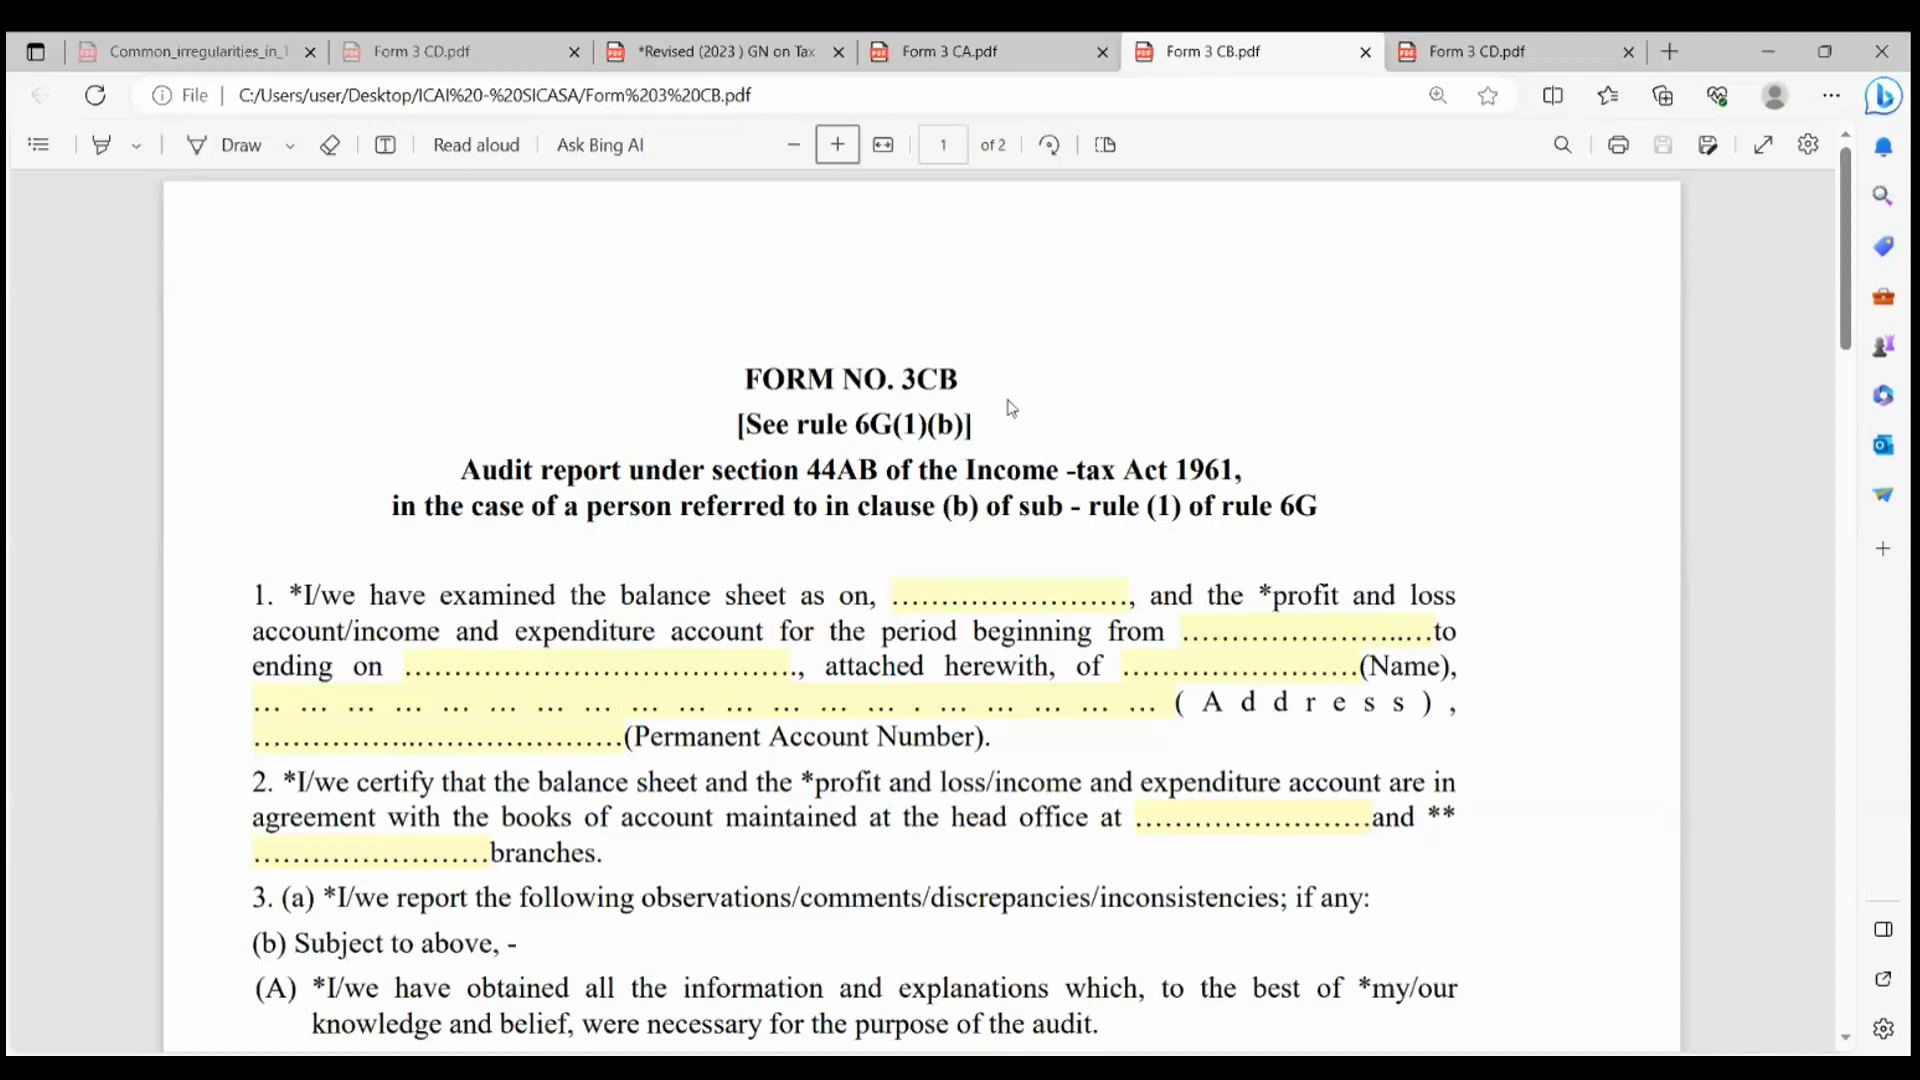 Common_irregularities_in_T
Form 3 CD.pdf
*Revised (2023 ) GN on Tax
Form 3 CA.pdf
Form 3 CB.pdf
Form 3 CD.pdf
File
C:/Users/user/Desktop/ICAI%20-%20SICASA/Form%203%20CB.pdf
Draw
Read aloud
Ask Bing AI
1 of 2
FORM NO. 3CB
[See rule 6G(1)(b)]
Audit report under section 44AB of the Income -tax Act 1961,
in the case of a person referred to in clause (b) of sub - rule (1) of rule 6G
1. *I/we have examined the balance sheet as on, ……………………, and the *profit and loss
account/income and expenditure account for the period beginning from …………………..…to
ending on …………………………………., attached herewith, of ……………………(Name),
… … … … … … … … … … … … … … . … … … … … ( A d d r e s s ) ,
……………..…………………(Permanent Account Number).
2. *I/we certify that the balance sheet and the *profit and loss/income and expenditure account are in
agreement with the books of account maintained at the head office at ……………………and **
……………………branches.
3. (a) *I/we report the following observations/comments/discrepancies/inconsistencies; if any:
(b) Subject to above, -
(A) *I/we have obtained all the information and explanations which, to the best of *my/our
knowledge and belief, were necessary for the purpose of the audit.